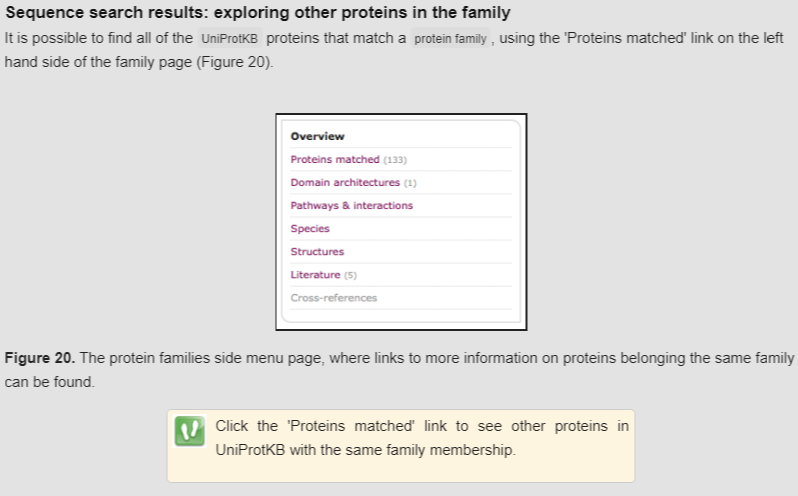 Sequence search results: exploring other proteins in the family
It is possible to find all of the UniProtKB proteins that match a protein family , using the 'Proteins matched' link on the left
hand side of the family page (Figure 20).
Overview
Proteins matched (133)
Domain architectures (1)
Pathways & interactions
Species
Structures
Literature (5)
Cross-references
Figure 20. The protein families side menu page, where links to more information on proteins belonging the same family
can be found.
Click the 'Proteins matched' link to see other proteins in
UniProtKB with the same family membership.